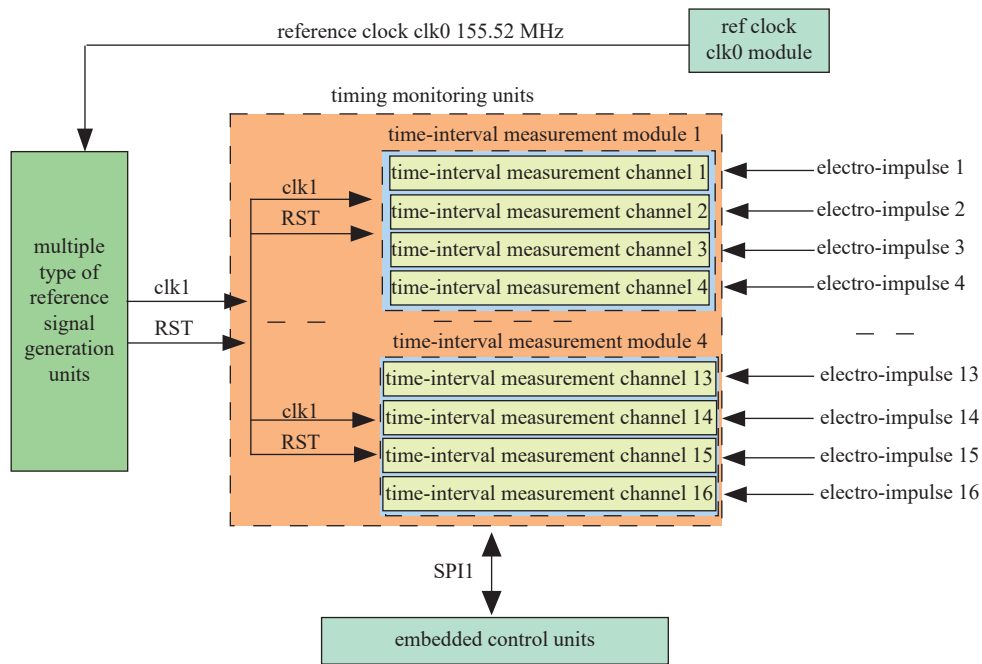 reference clock clk0 155.52 MHz
ref clock
clk0 module
timing monitoring units
time-interval measurement module 1
time-interval measurement channel 1
electro-impulse 1
clk1
time-interval measurement channel 2
electro-impulse 2
RST
time-interval measurement channel 3
electro-impulse 3
time-interval measurement channel 4
electro-impulse 4
multiple
type of
reference
signal
generation
units
clk1
RST
time-interval measurement module 4
time-interval measurement channel 13
electro-impulse 13
clk1
time-interval measurement channel 14
electro-impulse 14
RST
time-interval measurement channel 15
electro-impulse 15
time-interval measurement channel 16
electro-impulse 16
SPI1
embedded control units